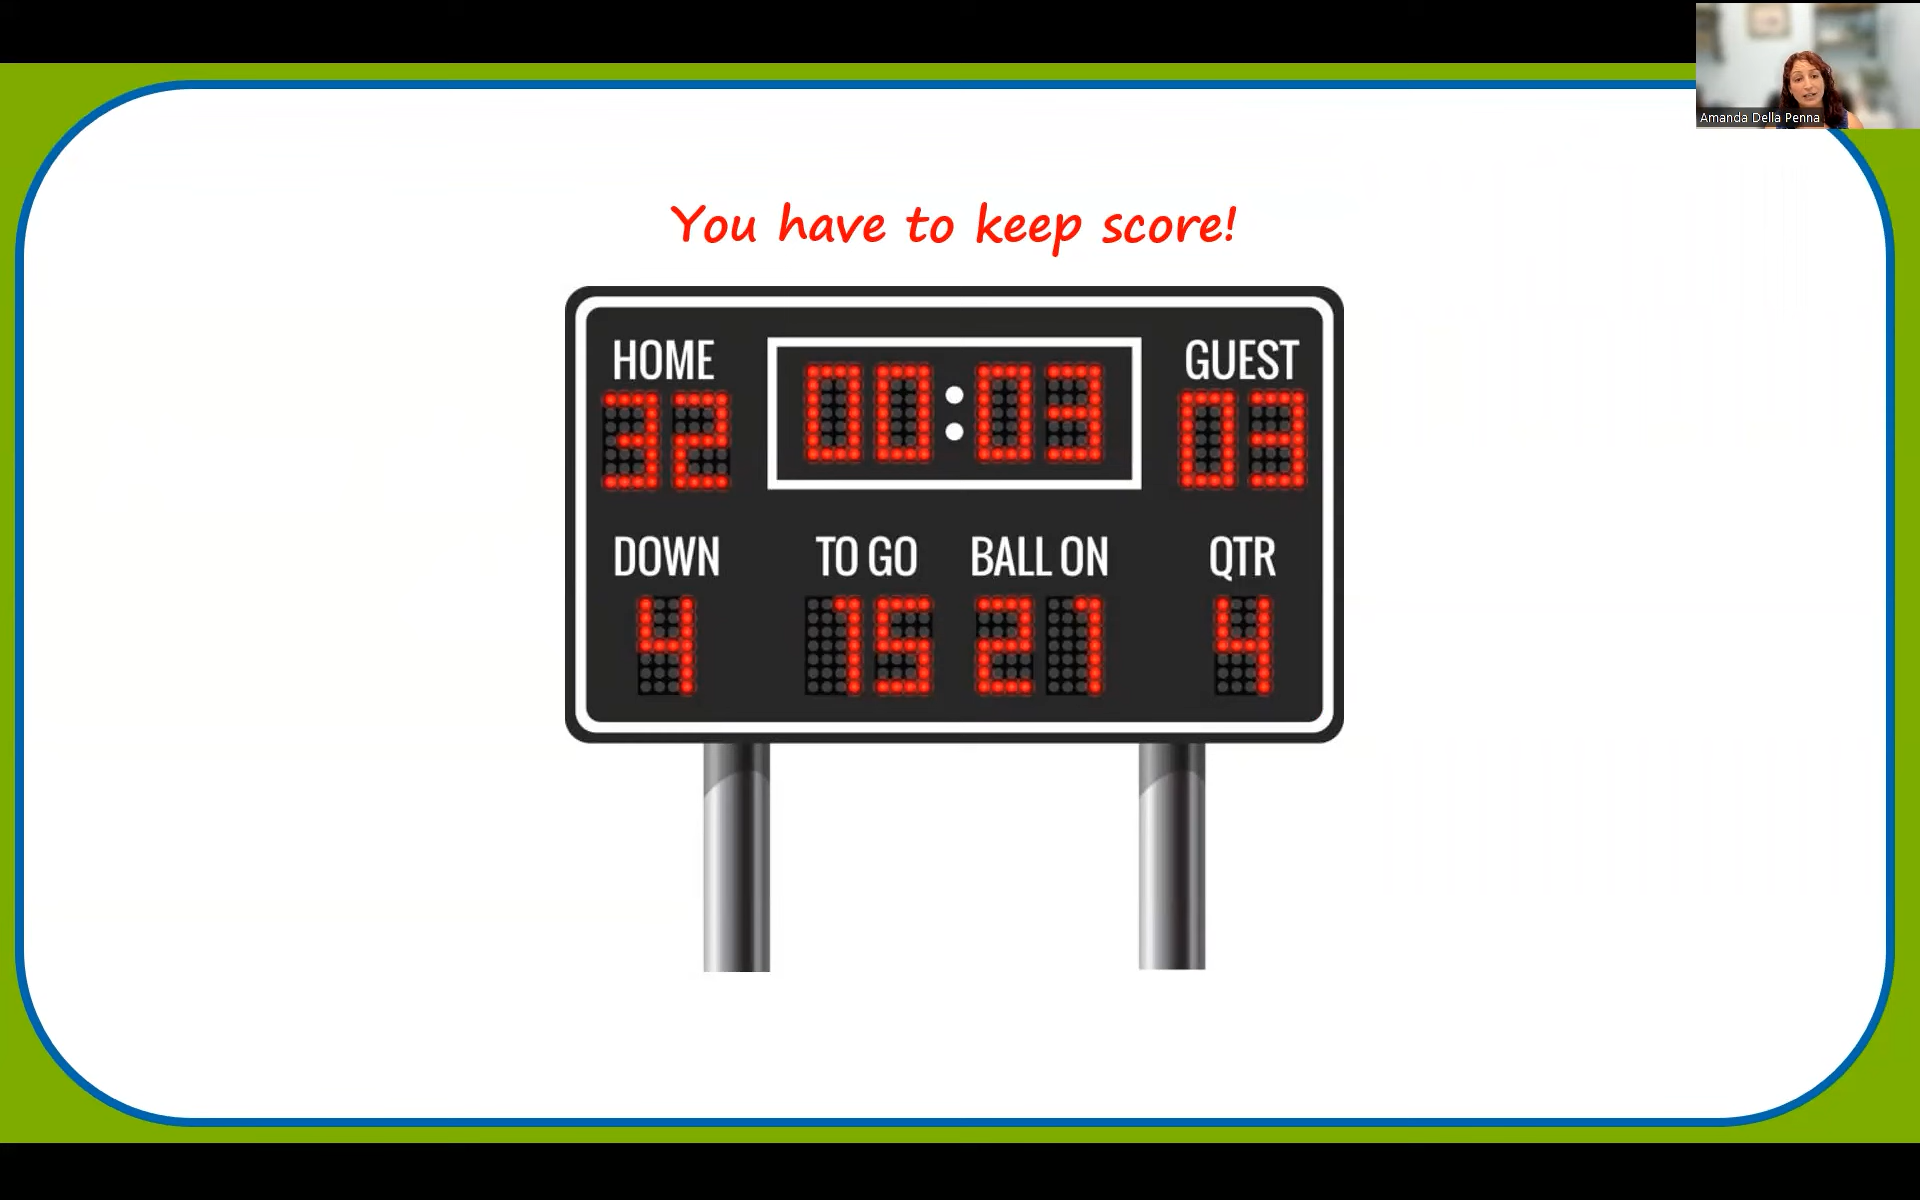 Amanda Della Penna
You have to keep score!
HOME
00:03
GUEST
32
03
DOWN
TO GO
BALL ON
QTR
4
15
21
4